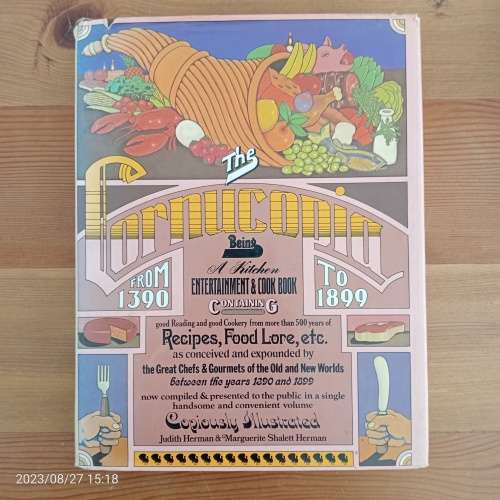 The
Cornucopia
Being
A Kitchen
ENTERTAINMENT & COOK BOOK
FROM 1390
TO 1899
CONTAINING
good Reading and good Cookery from more than 500 years of
Recipes, Food Lore, etc.
as conceived and expounded by
the Great Chefs & Gourmets of the Old and New Worlds
between the years 1390 and 1899
now compiled & presented to the public in a single
handsome and convenient volume
Copiously Illustrated
Judith Herman & Marguerite Shalett Herman
2023/08/27 15:18